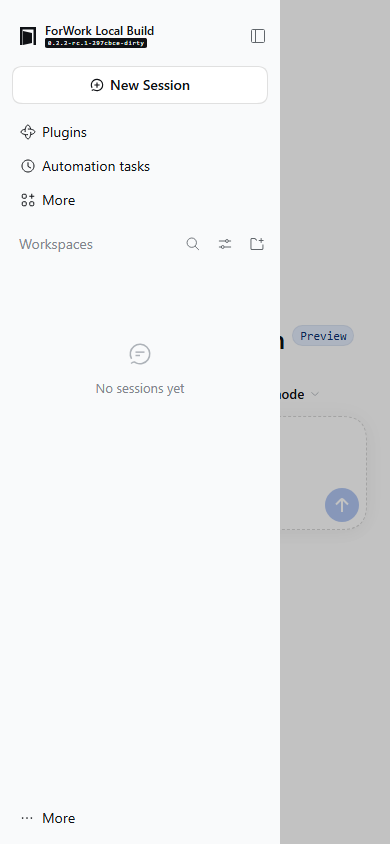 ForWork Local Build
0.2.2-rc.1-297cbce-dirty
New Session
Plugins
Automation tasks
More
Workspaces
No sessions yet
Preview
More